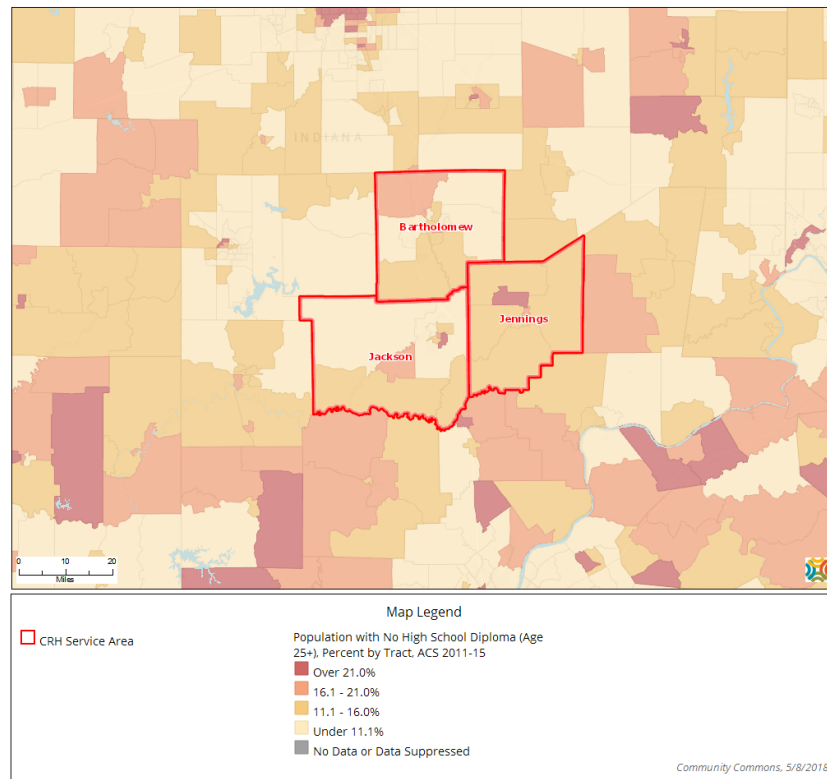 INDIANA
Bartholomew
Jennings
Jackson
0 10 20
Miles
Map Legend
CRH Service Area
Population with No High School Diploma (Age
25+), Percent by Tract, ACS 2011-15
Over 21.0%
16.1 - 21.0%
11.1 - 16.0%
Under 11.1%
No Data or Data Suppressed
Community Commons, 5/8/2018